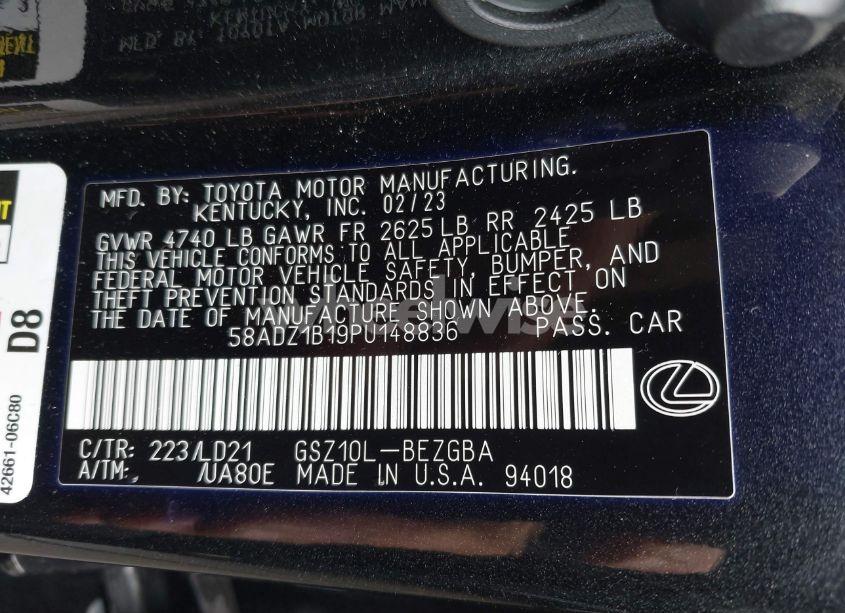 MFD. BY: TOYOTA MOTOR MANUFACTURING.
KENTUCKY, INC. 02/23
GVWR 4740 LB GAWR FR 2625 LB RR 2425 LB
THIS VEHICLE CONFORMS TO ALL APPLICABLE
FEDERAL MOTOR VEHICLE SAFETY, BUMPER, AND
THEFT PREVENTION STANDARDS IN EFFECT ON
THE DATE OF MANUFACTURE SHOWN ABOVE.
58ADZ1B19PU148836 PASS. CAR
C/TR: 223/LD21 GSZ10L-BEZGBA
A/TM:, /UA80E MADE IN U.S.A. 94018
D8
42661-06C80